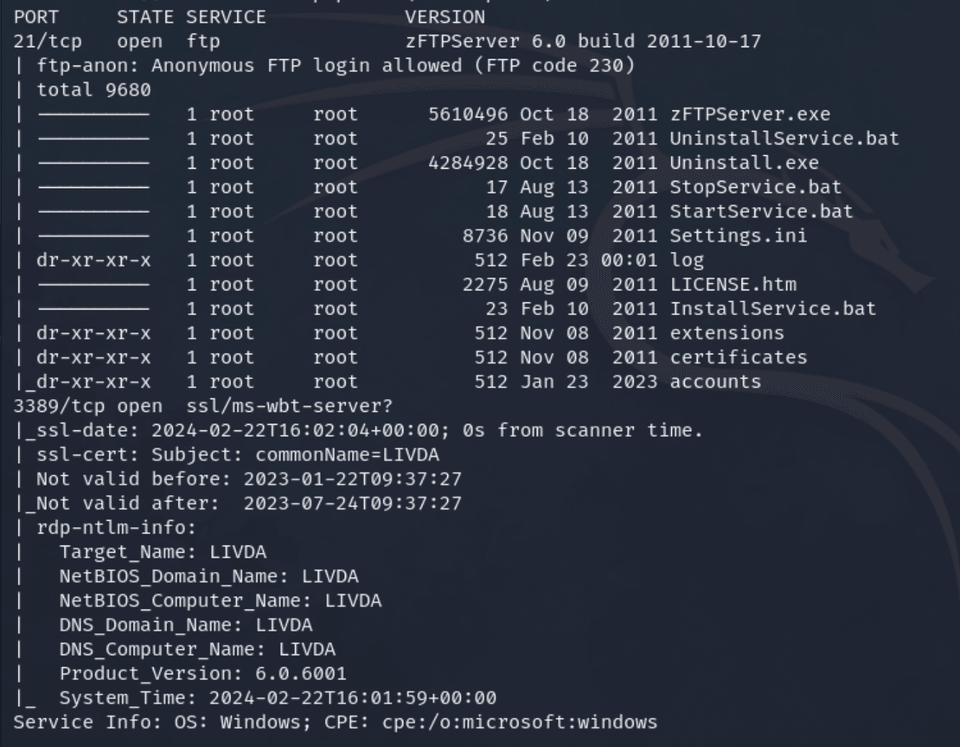 PORT     STATE SERVICE            VERSION
21/tcp   open  ftp                zFTPServer 6.0 build 2011-10-17
| ftp-anon: Anonymous FTP login allowed (FTP code 230)
| total 9680
| ----------   1 root     root      5610496 Oct 18  2011 zFTPServer.exe
| ----------   1 root     root           25 Feb 10  2011 UninstallService.bat
| ----------   1 root     root      4284928 Oct 18  2011 Uninstall.exe
| ----------   1 root     root           17 Aug 13  2011 StopService.bat
| ----------   1 root     root           18 Aug 13  2011 StartService.bat
| ----------   1 root     root         8736 Nov 09  2011 Settings.ini
| dr-xr-xr-x   1 root     root          512 Feb 23 00:01 log
| ----------   1 root     root         2275 Aug 09  2011 LICENSE.htm
| ----------   1 root     root           23 Feb 10  2011 InstallService.bat
| dr-xr-xr-x   1 root     root          512 Nov 08  2011 extensions
| dr-xr-xr-x   1 root     root          512 Nov 08  2011 certificates
|_dr-xr-xr-x   1 root     root          512 Jan 23  2023 accounts
3389/tcp open  ssl/ms-wbt-server?
|_ssl-date: 2024-02-22T16:02:04+00:00; 0s from scanner time.
| ssl-cert: Subject: commonName=LIVDA
| Not valid before: 2023-01-22T09:37:27
|_Not valid after:  2023-07-24T09:37:27
| rdp-ntlm-info:
|   Target_Name: LIVDA
|   NetBIOS_Domain_Name: LIVDA
|   NetBIOS_Computer_Name: LIVDA
|   DNS_Domain_Name: LIVDA
|   DNS_Computer_Name: LIVDA
|   Product_Version: 6.0.6001
|_  System_Time: 2024-02-22T16:01:59+00:00
Service Info: OS: Windows; CPE: cpe:/o:microsoft:windows